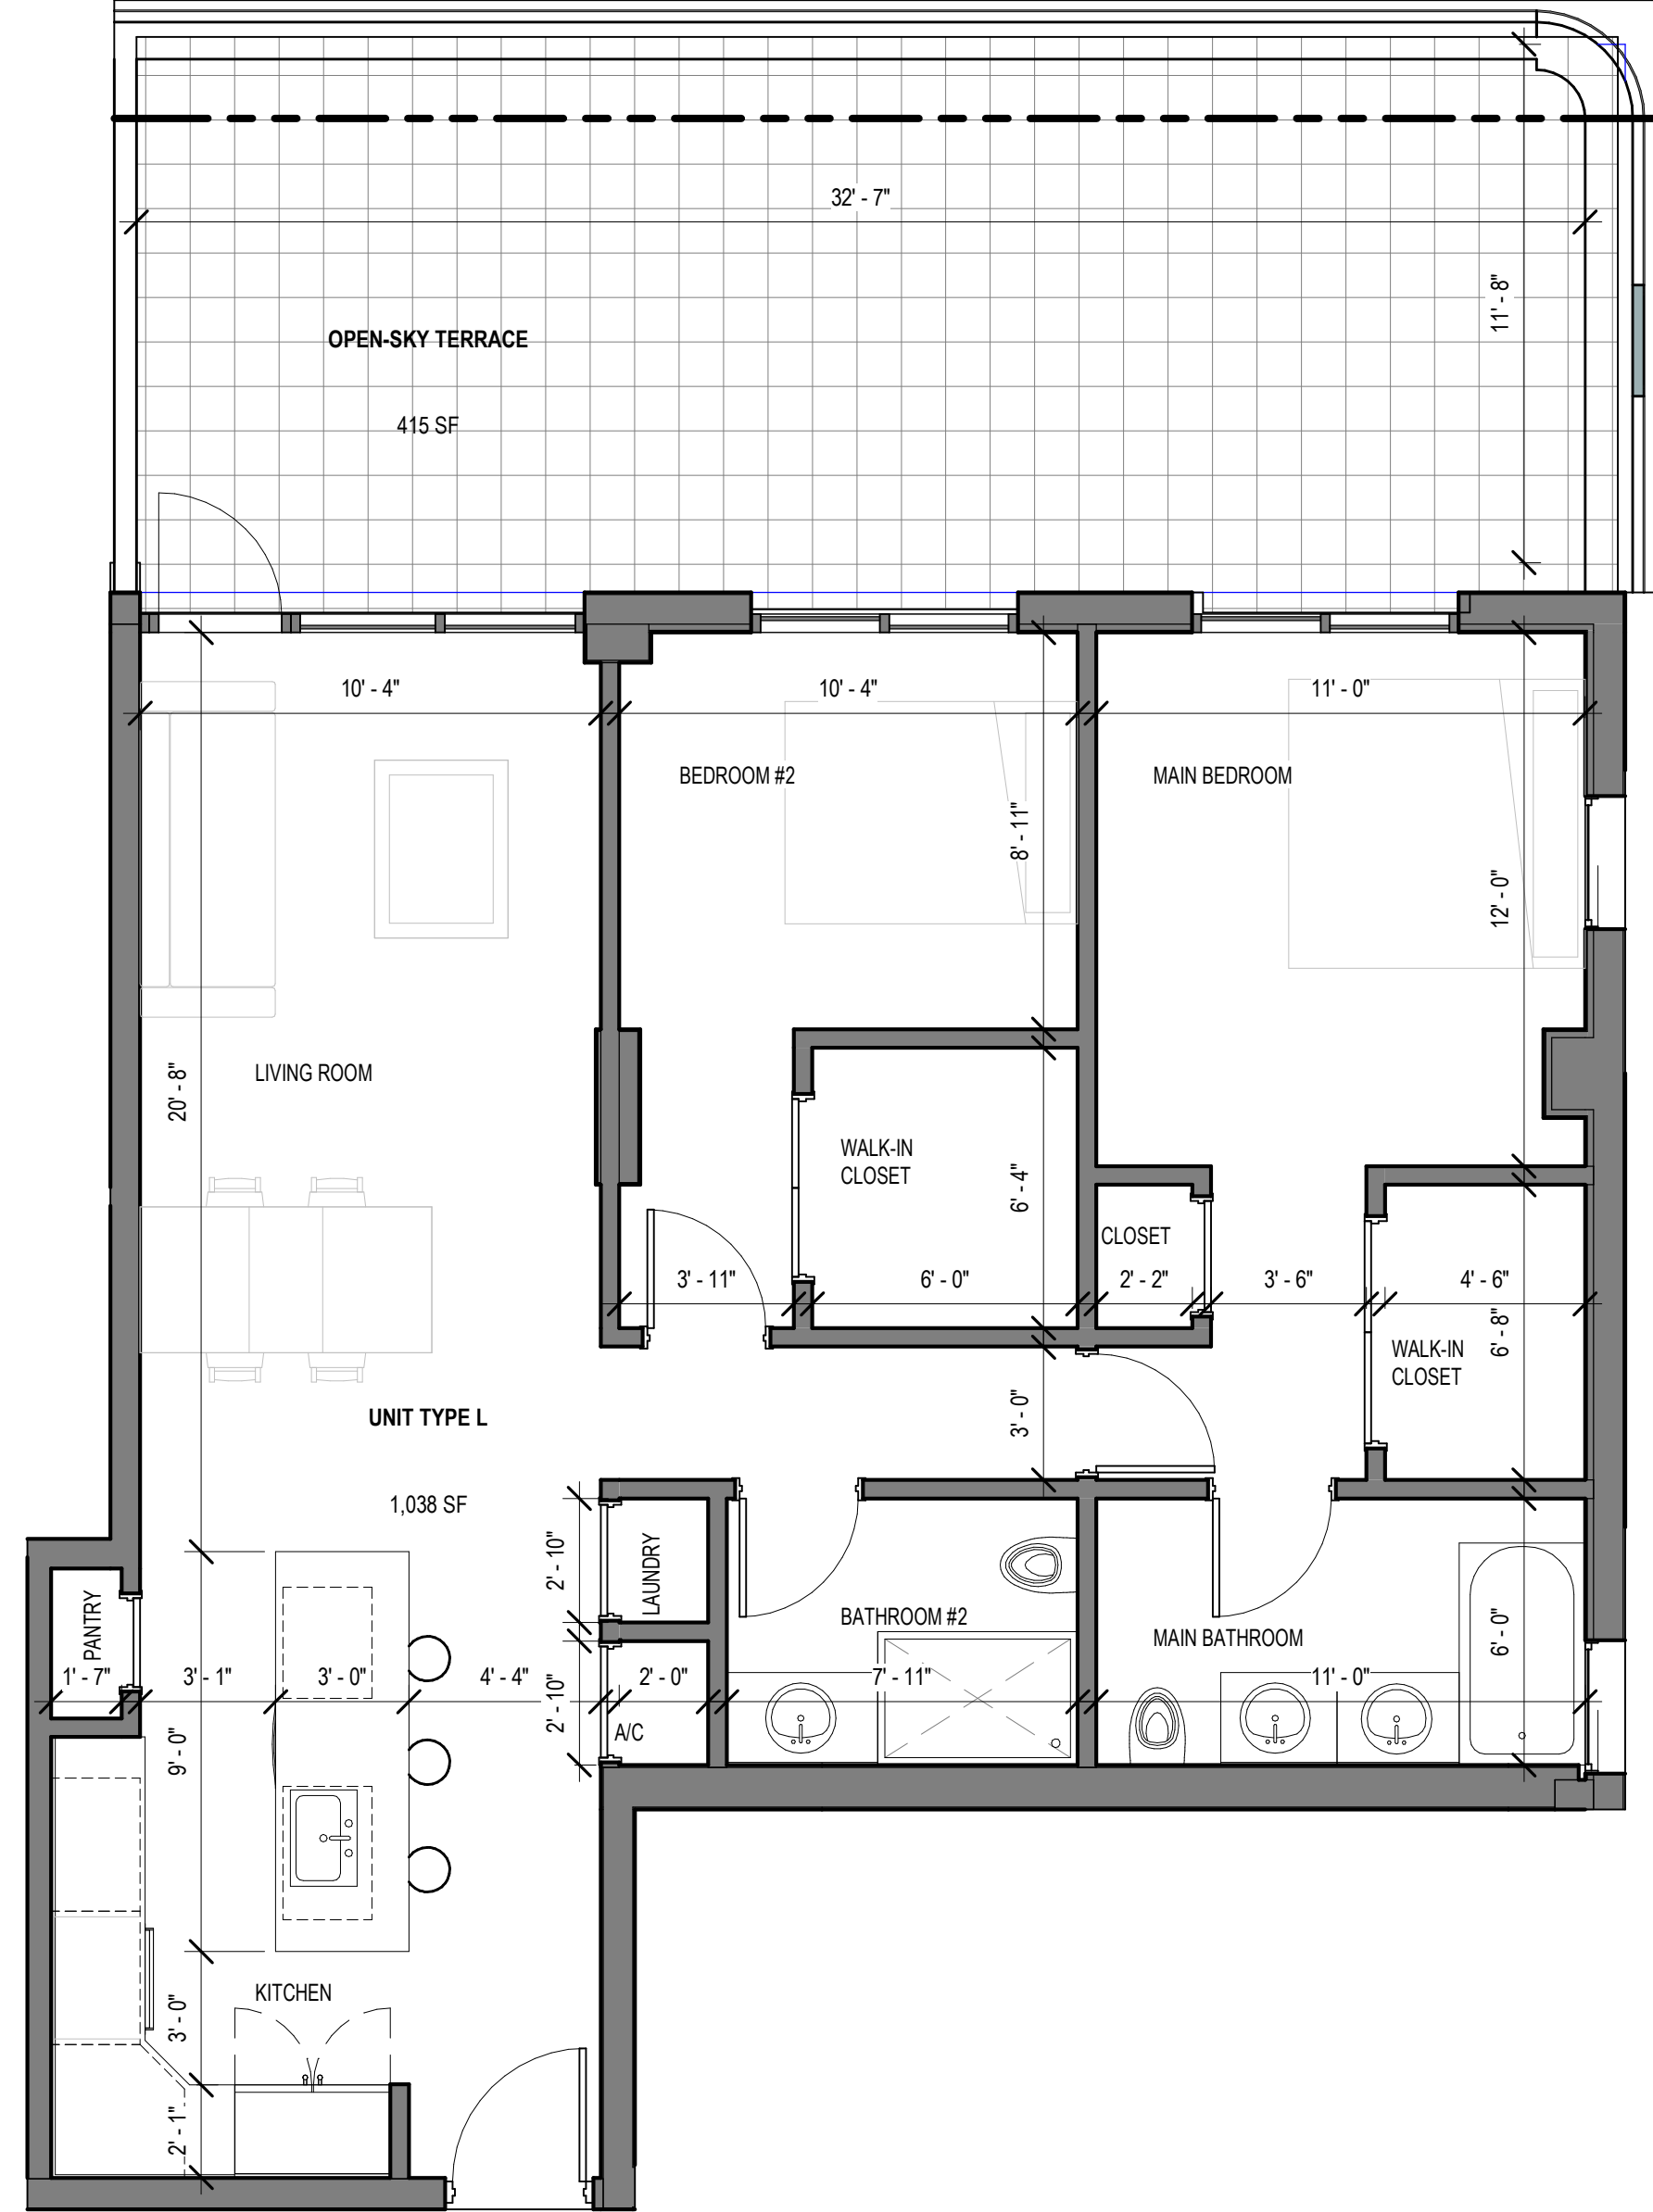 32' - 7"
11' - 8"
OPEN-SKY TERRACE
415 SF
10' - 4"
10' - 4"
11' - 0"
BEDROOM #2
MAIN BEDROOM
8' - 11"
12' - 0"
LIVING ROOM
20' - 8"
WALK-IN
CLOSET
6' - 4"
CLOSET
3' - 11"
6' - 0"
2' - 2"
3' - 6"
4' - 6"
6' - 8"
WALK-IN
CLOSET
UNIT TYPE L
3' - 0"
1,038 SF
2' - 10"
LAUNDRY
PANTRY
BATHROOM #2
MAIN BATHROOM
6' - 0"
1' - 7"
3' - 1"
3' - 0"
4' - 4"
2' - 0"
7' - 11"
11' - 0"
2' - 10"
A/C
9' - 0"
KITCHEN
3' - 0"
2' - 1"